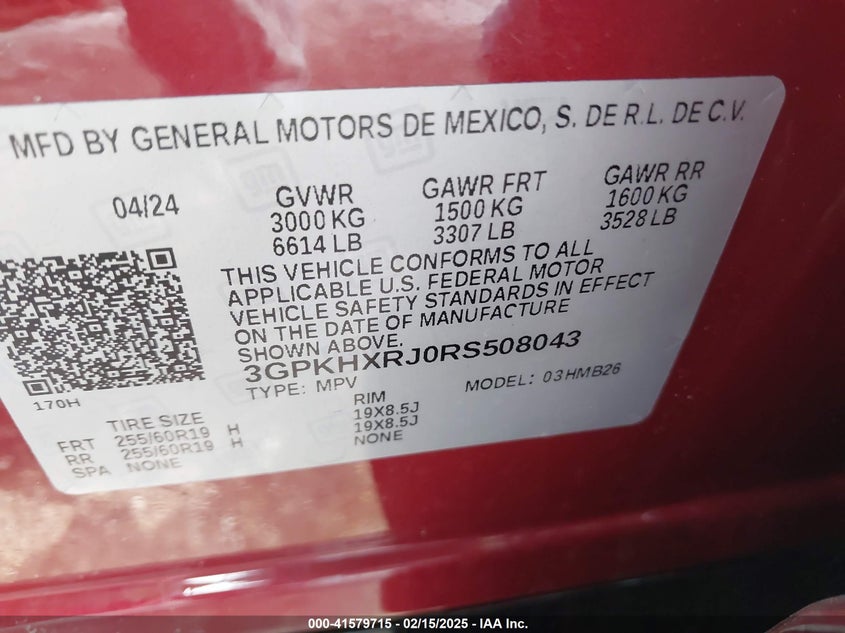 MFD BY GENERAL MOTORS DE MEXICO, S. DE R.L. DE C.V.
04/24
GVWR
3000 KG
6614 LB
GAWR FRT
1500 KG
3307 LB
GAWR RR
1600 KG
3528 LB
THIS VEHICLE CONFORMS TO ALL
APPLICABLE U.S. FEDERAL MOTOR
VEHICLE SAFETY STANDARDS IN EFFECT
ON THE DATE OF MANUFACTURE
SHOWN ABOVE.
3GPKHXRJ0RS508043
TYPE: MPV MODEL: 03HMB26
170H
TIRE SIZE RIM
FRT 255/60R19 H 19X8.5J
RR 255/60R19 H 19X8.5J
SPA NONE NONE
000-41579715 - 02/15/2025 - IAA Inc.